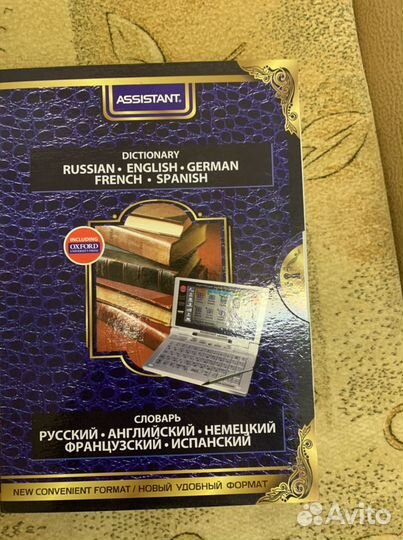 ASSISTANT®
DICTIONARY
RUSSIAN • ENGLISH • GERMAN
FRENCH • SPANISH
INCLUDING
OXFORD
СЛОВАРЬ
РУССКИЙ • АНГЛИЙСКИЙ • НЕМЕЦКИЙ
ФРАНЦУЗСКИЙ • ИСПАНСКИЙ
NEW CONVENIENT FORMAT / НОВЫЙ УДОБНЫЙ ФОРМАТ
Avito